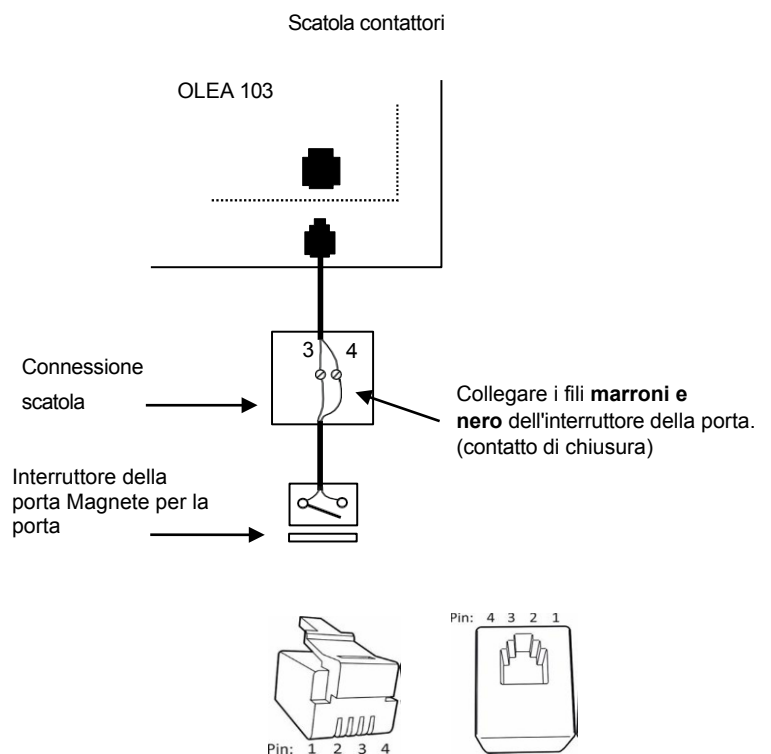 Scatola contattori
OLEA 103
3 4
Connessione
scatola
Collegare i fili marroni e
nero dell'interruttore della porta.
(contatto di chiusura)
Interruttore della
porta Magnete per la
porta
Pin: 4 3 2 1
Pin: 1 2 3 4